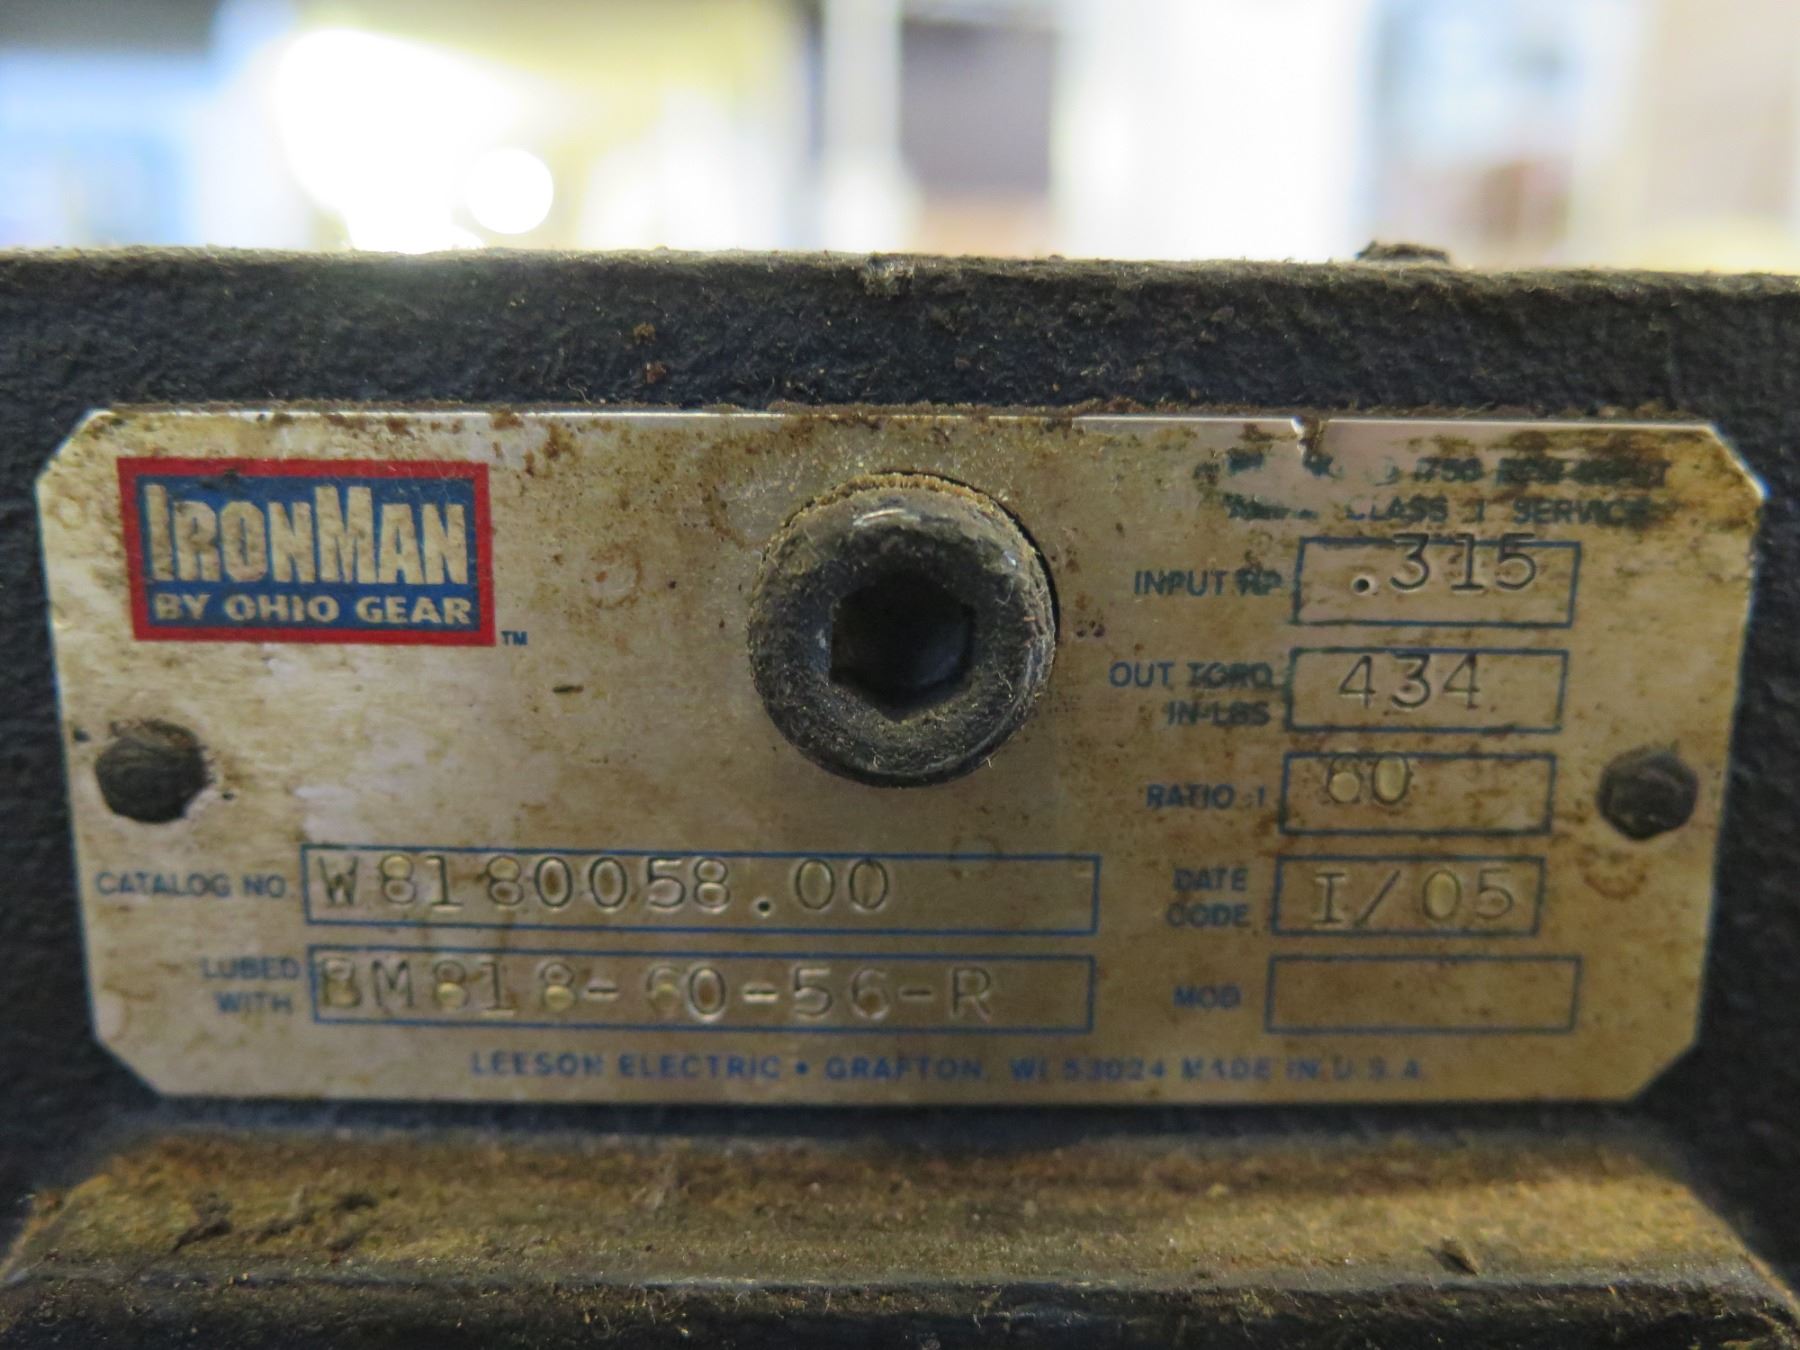 IRONMAN
BY OHIO GEAR
TM
1750
CLASS I SERVICE
INPUT HP .315
OUT TORQ. 434
IN-LBS
RATIO :1 60
CATALOG NO. W8180058.00
DATE
CODE I/05
LUBED
WITH BM818-60-56-R
MOD
LEESON ELECTRIC • GRAFTON, WI 53024 MADE IN U.S.A.